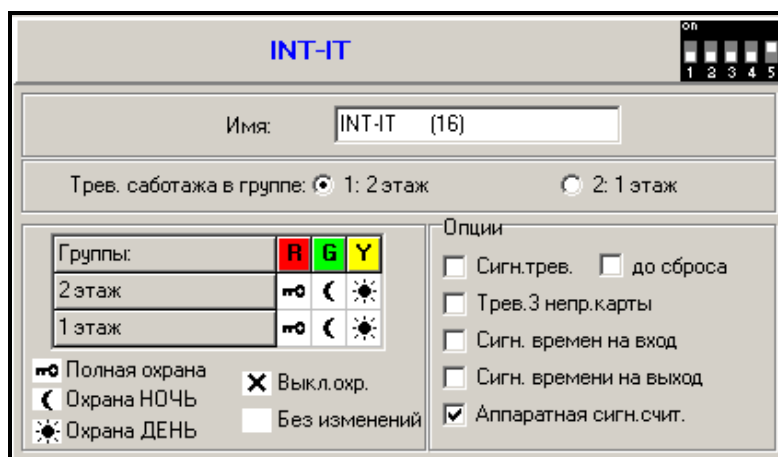 INT-IT
on
1 2 3 4 5
Имя: INT-IT (16)
Трев. саботажа в группе: 1: 2 этаж 2: 1 этаж
Группы: R G Y
2 этаж
1 этаж
Полная охрана
Охрана НОЧЬ
Охрана ДЕНЬ
Выкл.охр.
Без изменений
Опции
Сигн.трев. до сброса
Трев.3 непр.карты
Сигн. времен на вход
Сигн. времени на выход
Аппаратная сигн.счит.